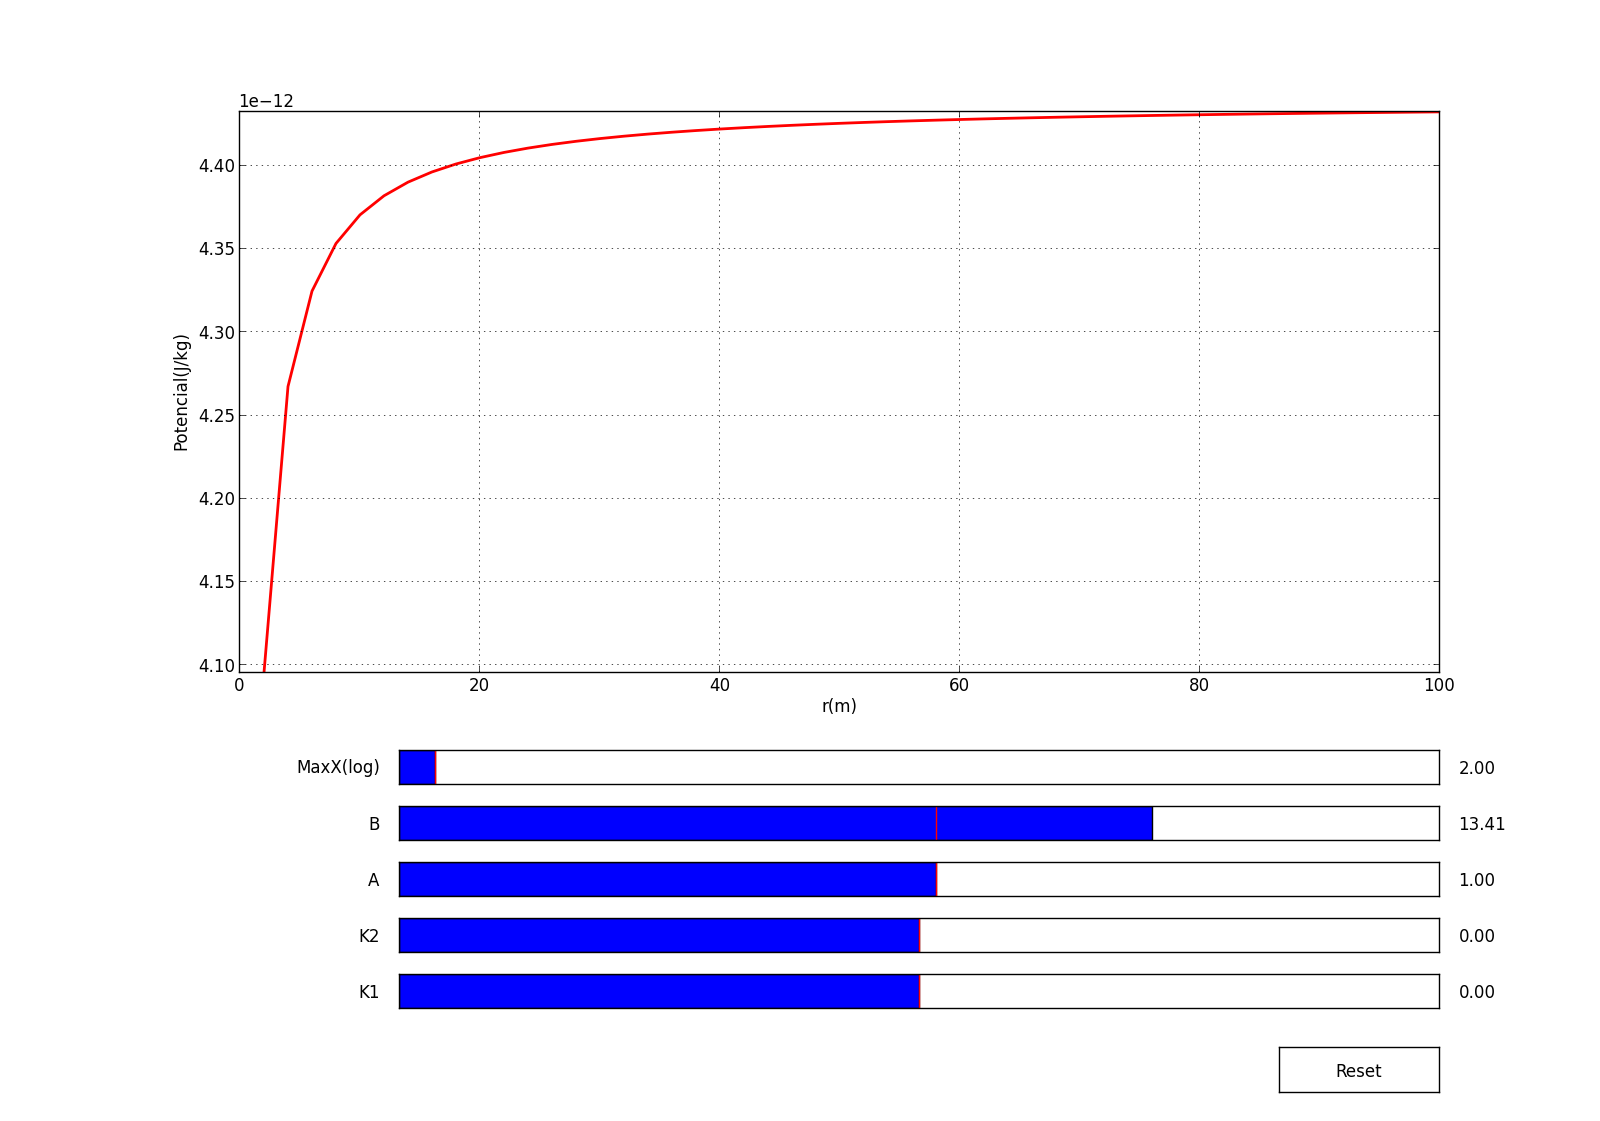 1e−12
4.40
4.35
4.30
4.25
4.20
4.15
4.10
Potencial(J/kg)
0 20 40 60 80 100
r(m)
MaxX(log) 2.00
B 13.41
A 1.00
K2 0.00
K1 0.00
Reset